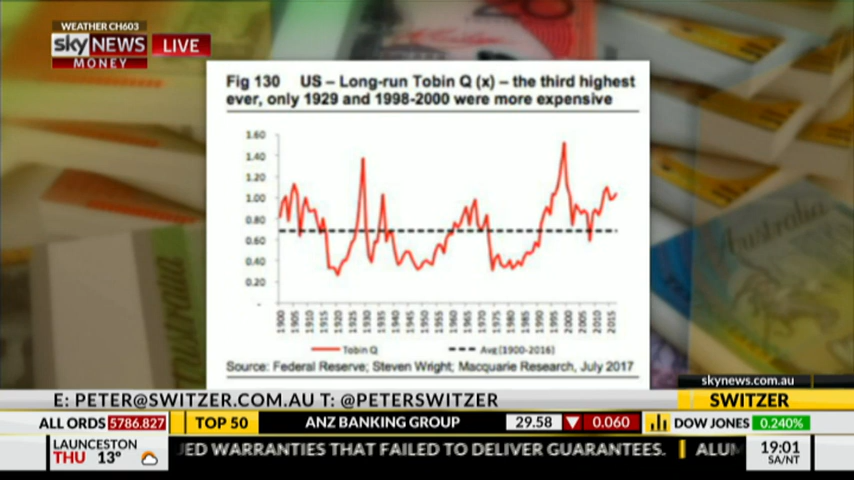 WEATHER CH603
sky NEWS LIVE
MONEY
Fig 130 US – Long-run Tobin Q (x) – the third highest
ever, only 1929 and 1998-2000 were more expensive
1.60
1.40
1.20
1.00
0.80
0.60
0.40
0.20
-
1900 1905 1910 1915 1920 1925 1930 1935 1940 1945 1950 1955 1960 1965 1970 1975 1980 1985 1990 1995 2000 2005 2010 2015
Tobin Q Avg (1900-2016)
Source: Federal Reserve; Steven Wright; Macquarie Research, July 2017
Australia
Australia
skynews.com.au
E: PETER@SWITZER.COM.AU T: @PETERSWITZER SWITZER
ALL ORDS 5786.827 TOP 50 ANZ BANKING GROUP 29.58 0.060 DOW JONES 0.240%
LAUNCESTON
THU 13°
ED WARRANTIES THAT FAILED TO DELIVER GUARANTEES. ALUM
19:01
SA/NT